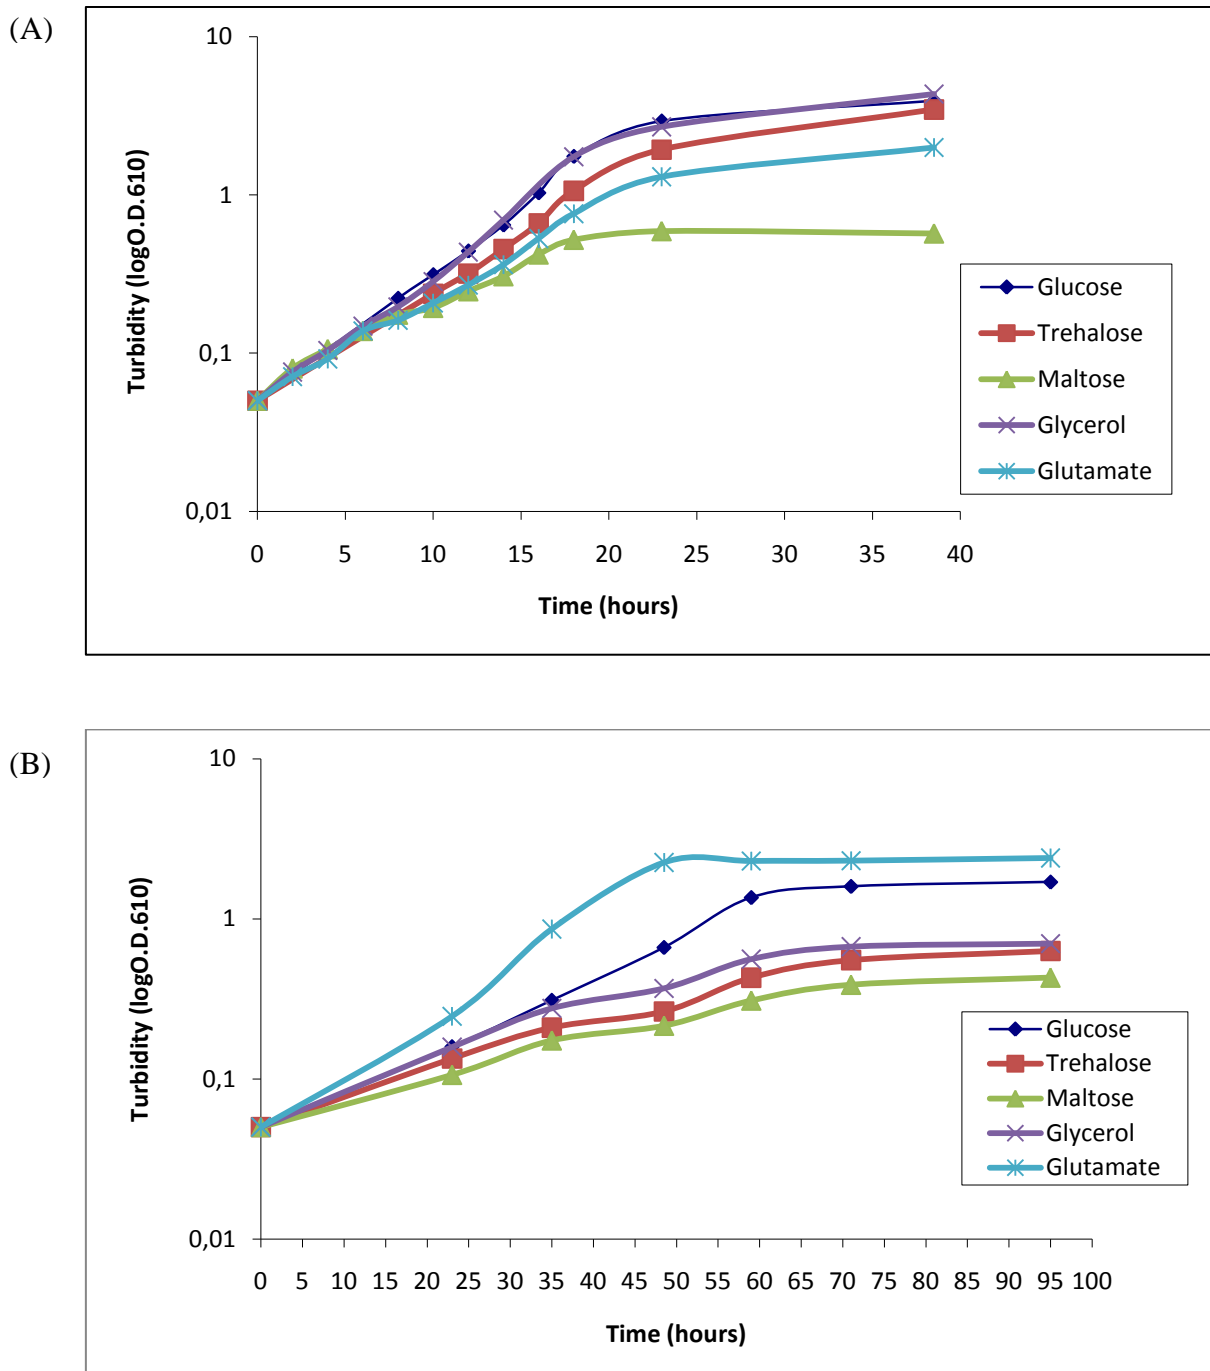 (A)
10
1
0,1
0,01
Turbidity (logO.D.610)
0 5 10 15 20 25 30 35 40
Time (hours)
Glucose
Trehalose
Maltose
Glycerol
Glutamate
(B)
10
1
0,1
0,01
Turbidity (logO.D.610)
0 5 10 15 20 25 30 35 40 45 50 55 60 65 70 75 80 85 90 95 100
Time (hours)
Glucose
Trehalose
Maltose
Glycerol
Glutamate